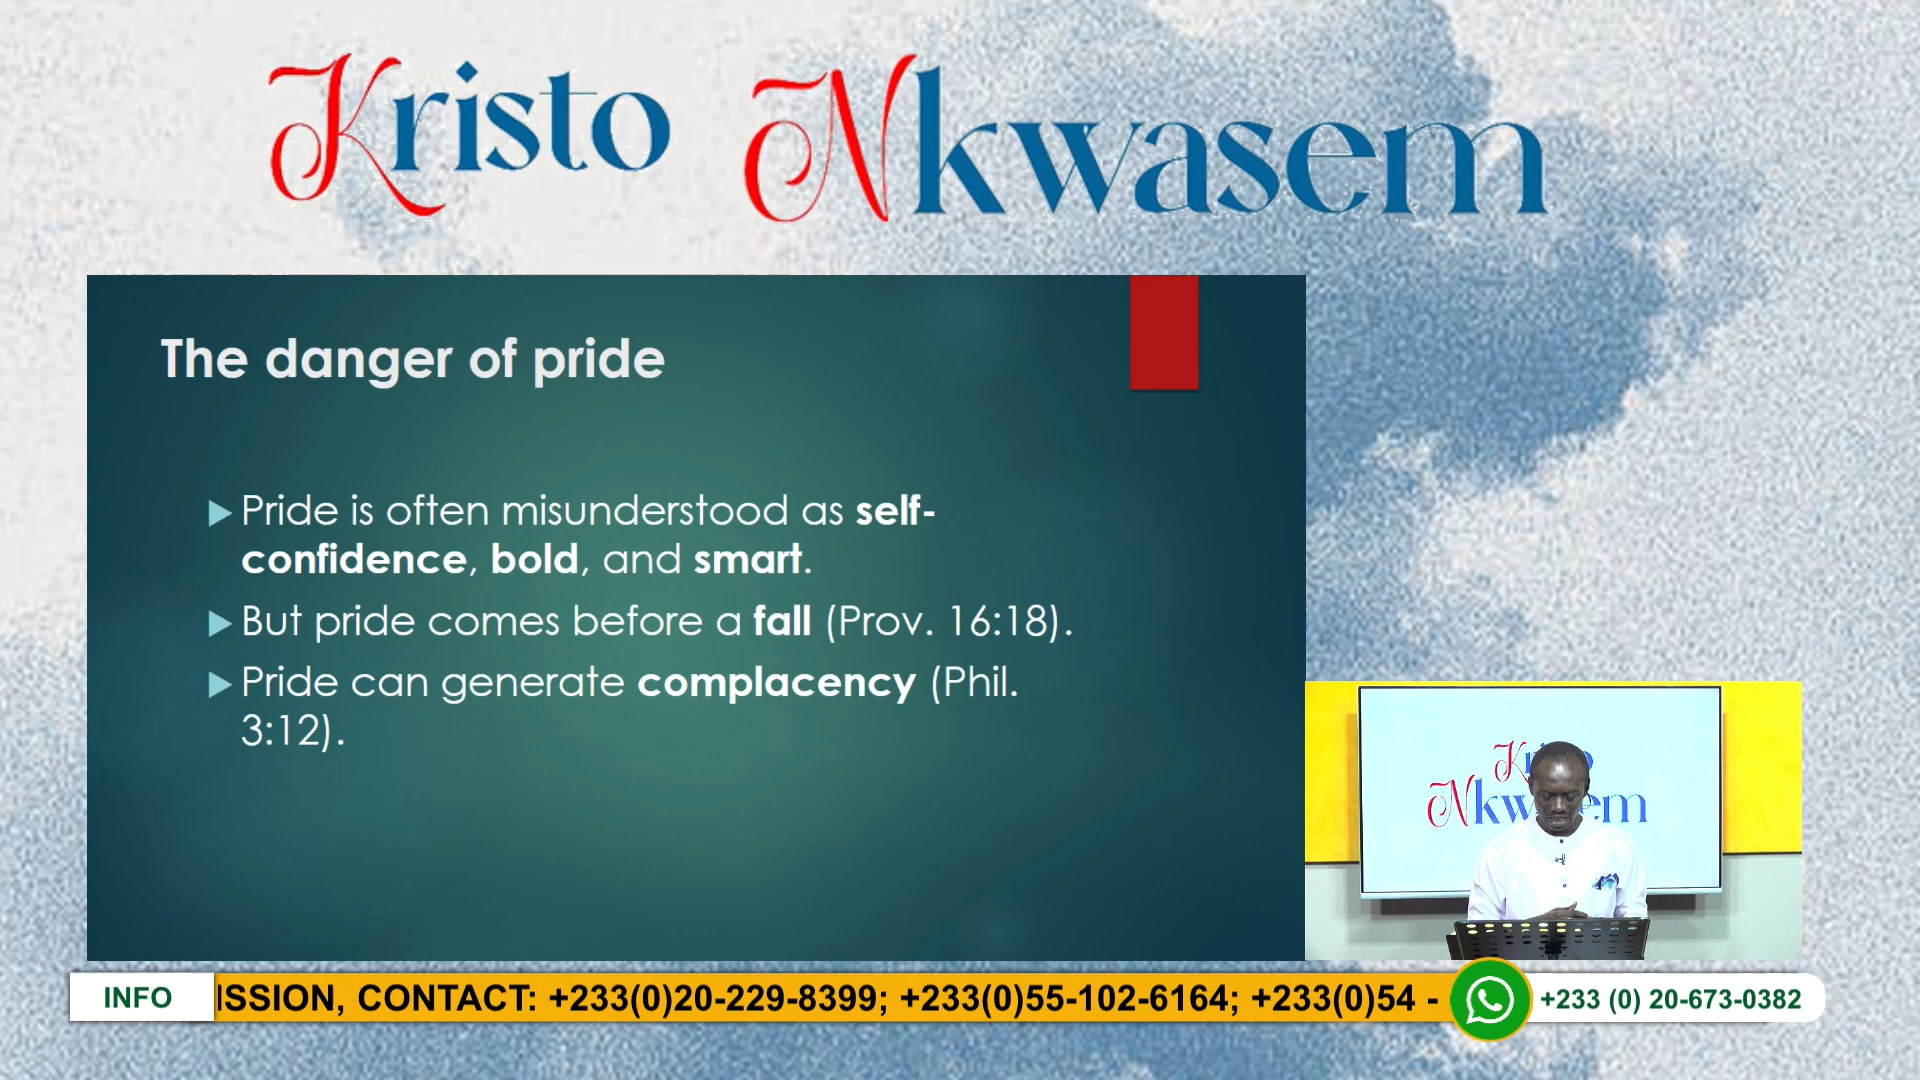 Kristo Nkwasem
The danger of pride
Pride is often misunderstood as self-
confidence, bold, and smart.
But pride comes before a fall (Prov. 16:18).
Pride can generate complacency (Phil.
3:12).
Nkw em
INFO
ISSION, CONTACT: +233(0)20-229-8399; +233(0)55-102-6164; +233(0)54 -
+233 (0) 20-673-0382